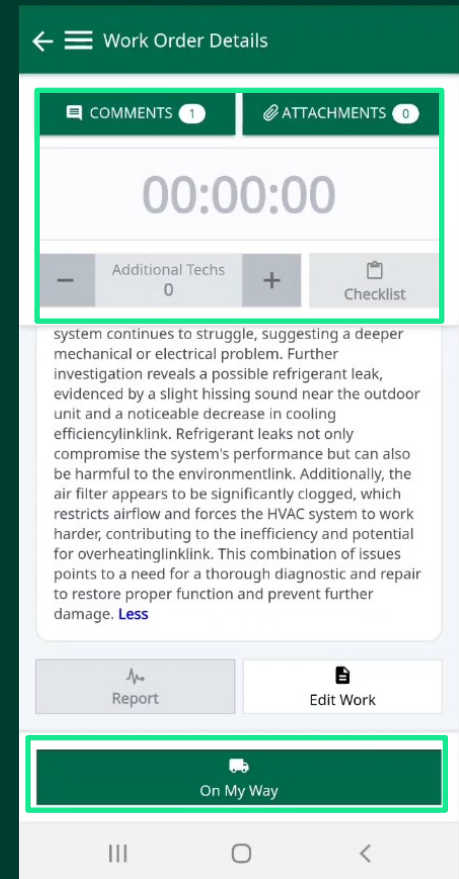 Work Order Details
COMMENTS 1
ATTACHMENTS 0
00:00:00
− Additional Techs +
0
Checklist
system continues to struggle, suggesting a deeper
mechanical or electrical problem. Further
investigation reveals a possible refrigerant leak,
evidenced by a slight hissing sound near the outdoor
unit and a noticeable decrease in cooling
efficiencylinklink. Refrigerant leaks not only
compromise the system's performance but can also
be harmful to the environmentlink. Additionally, the
air filter appears to be significantly clogged, which
restricts airflow and forces the HVAC system to work
harder, contributing to the inefficiency and potential
for overheatinglinklink. This combination of issues
points to a need for a thorough diagnostic and repair
to restore proper function and prevent further
damage. Less
Report
Edit Work
On My Way